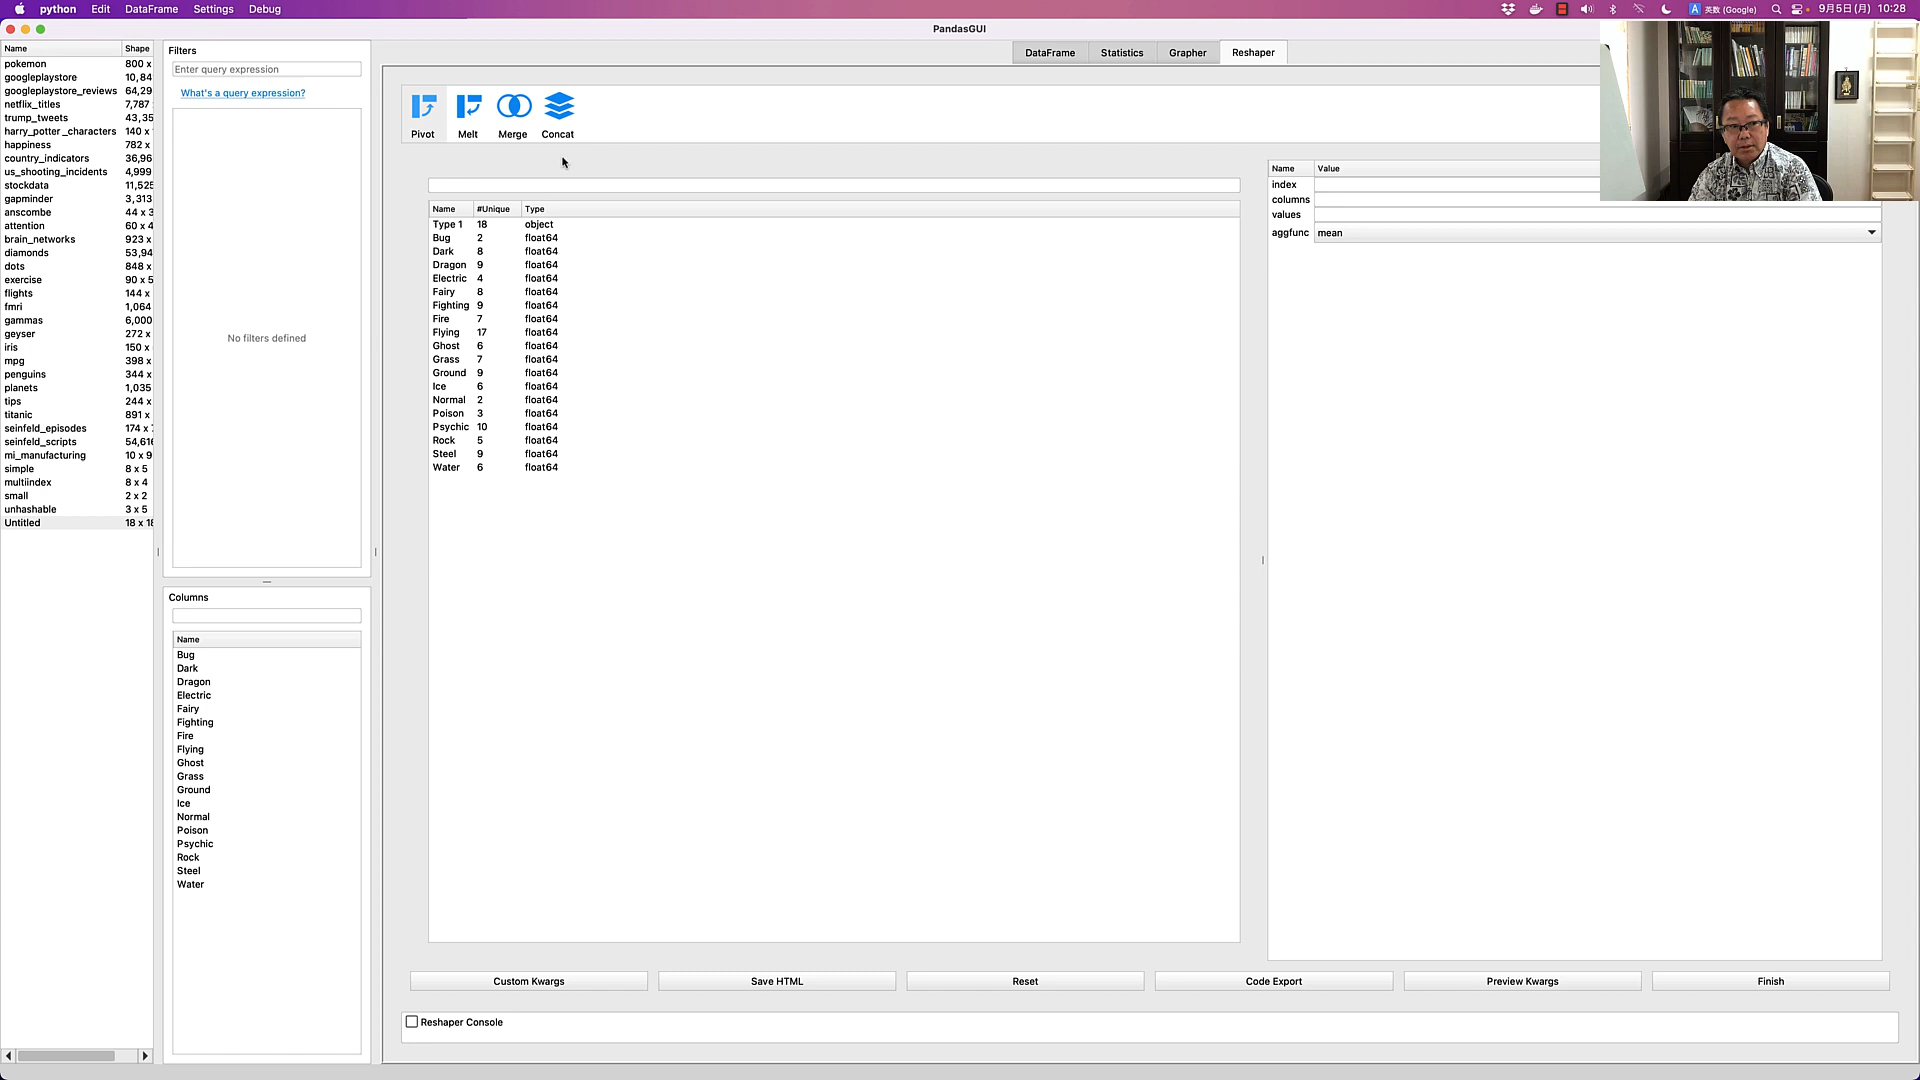 python Edit DataFrame Settings Debug
A 英数 (Google) 9月5日(月) 10:28
PandasGUI
Name Shape
pokemon 800 x
googleplaystore 10,84
googleplaystore_reviews 64,29
netflix_titles 7,787
trump_tweets 43,35
harry_potter_characters 140 x
happiness 782 x
country_indicators 36,96
us_shooting_incidents 4,999
stockdata 11,525
gapminder 3,313
anscombe 44 x 3
attention 60 x 4
brain_networks 923 x
diamonds 53,94
dots 848 x
exercise 90 x 5
flights 144 x
fmri 1,064
gammas 6,000
geyser 272 x
iris 150 x
mpg 398 x
penguins 344 x
planets 1,035
tips 244 x
titanic 891 x
seinfeld_episodes 174 x
seinfeld_scripts 54,616
mi_manufacturing 10 x 9
simple 8 x 5
multiindex 8 x 4
small 2 x 2
unhashable 3 x 5
Untitled 18 x 18
Filters
Enter query expression
What's a query expression?
No filters defined
Columns
Name
Bug
Dark
Dragon
Electric
Fairy
Fighting
Fire
Flying
Ghost
Grass
Ground
Ice
Normal
Poison
Psychic
Rock
Steel
Water
DataFrame Statistics Grapher Reshaper
Pivot Melt Merge Concat
Name #Unique Type
Type 1 18 object
Bug 2 float64
Dark 8 float64
Dragon 9 float64
Electric 4 float64
Fairy 8 float64
Fighting 9 float64
Fire 7 float64
Flying 17 float64
Ghost 6 float64
Grass 7 float64
Ground 9 float64
Ice 6 float64
Normal 2 float64
Poison 3 float64
Psychic 10 float64
Rock 5 float64
Steel 9 float64
Water 6 float64
Name Value
index
columns
values
aggfunc mean
Custom Kwargs Save HTML Reset Code Export Preview Kwargs Finish
Reshaper Console